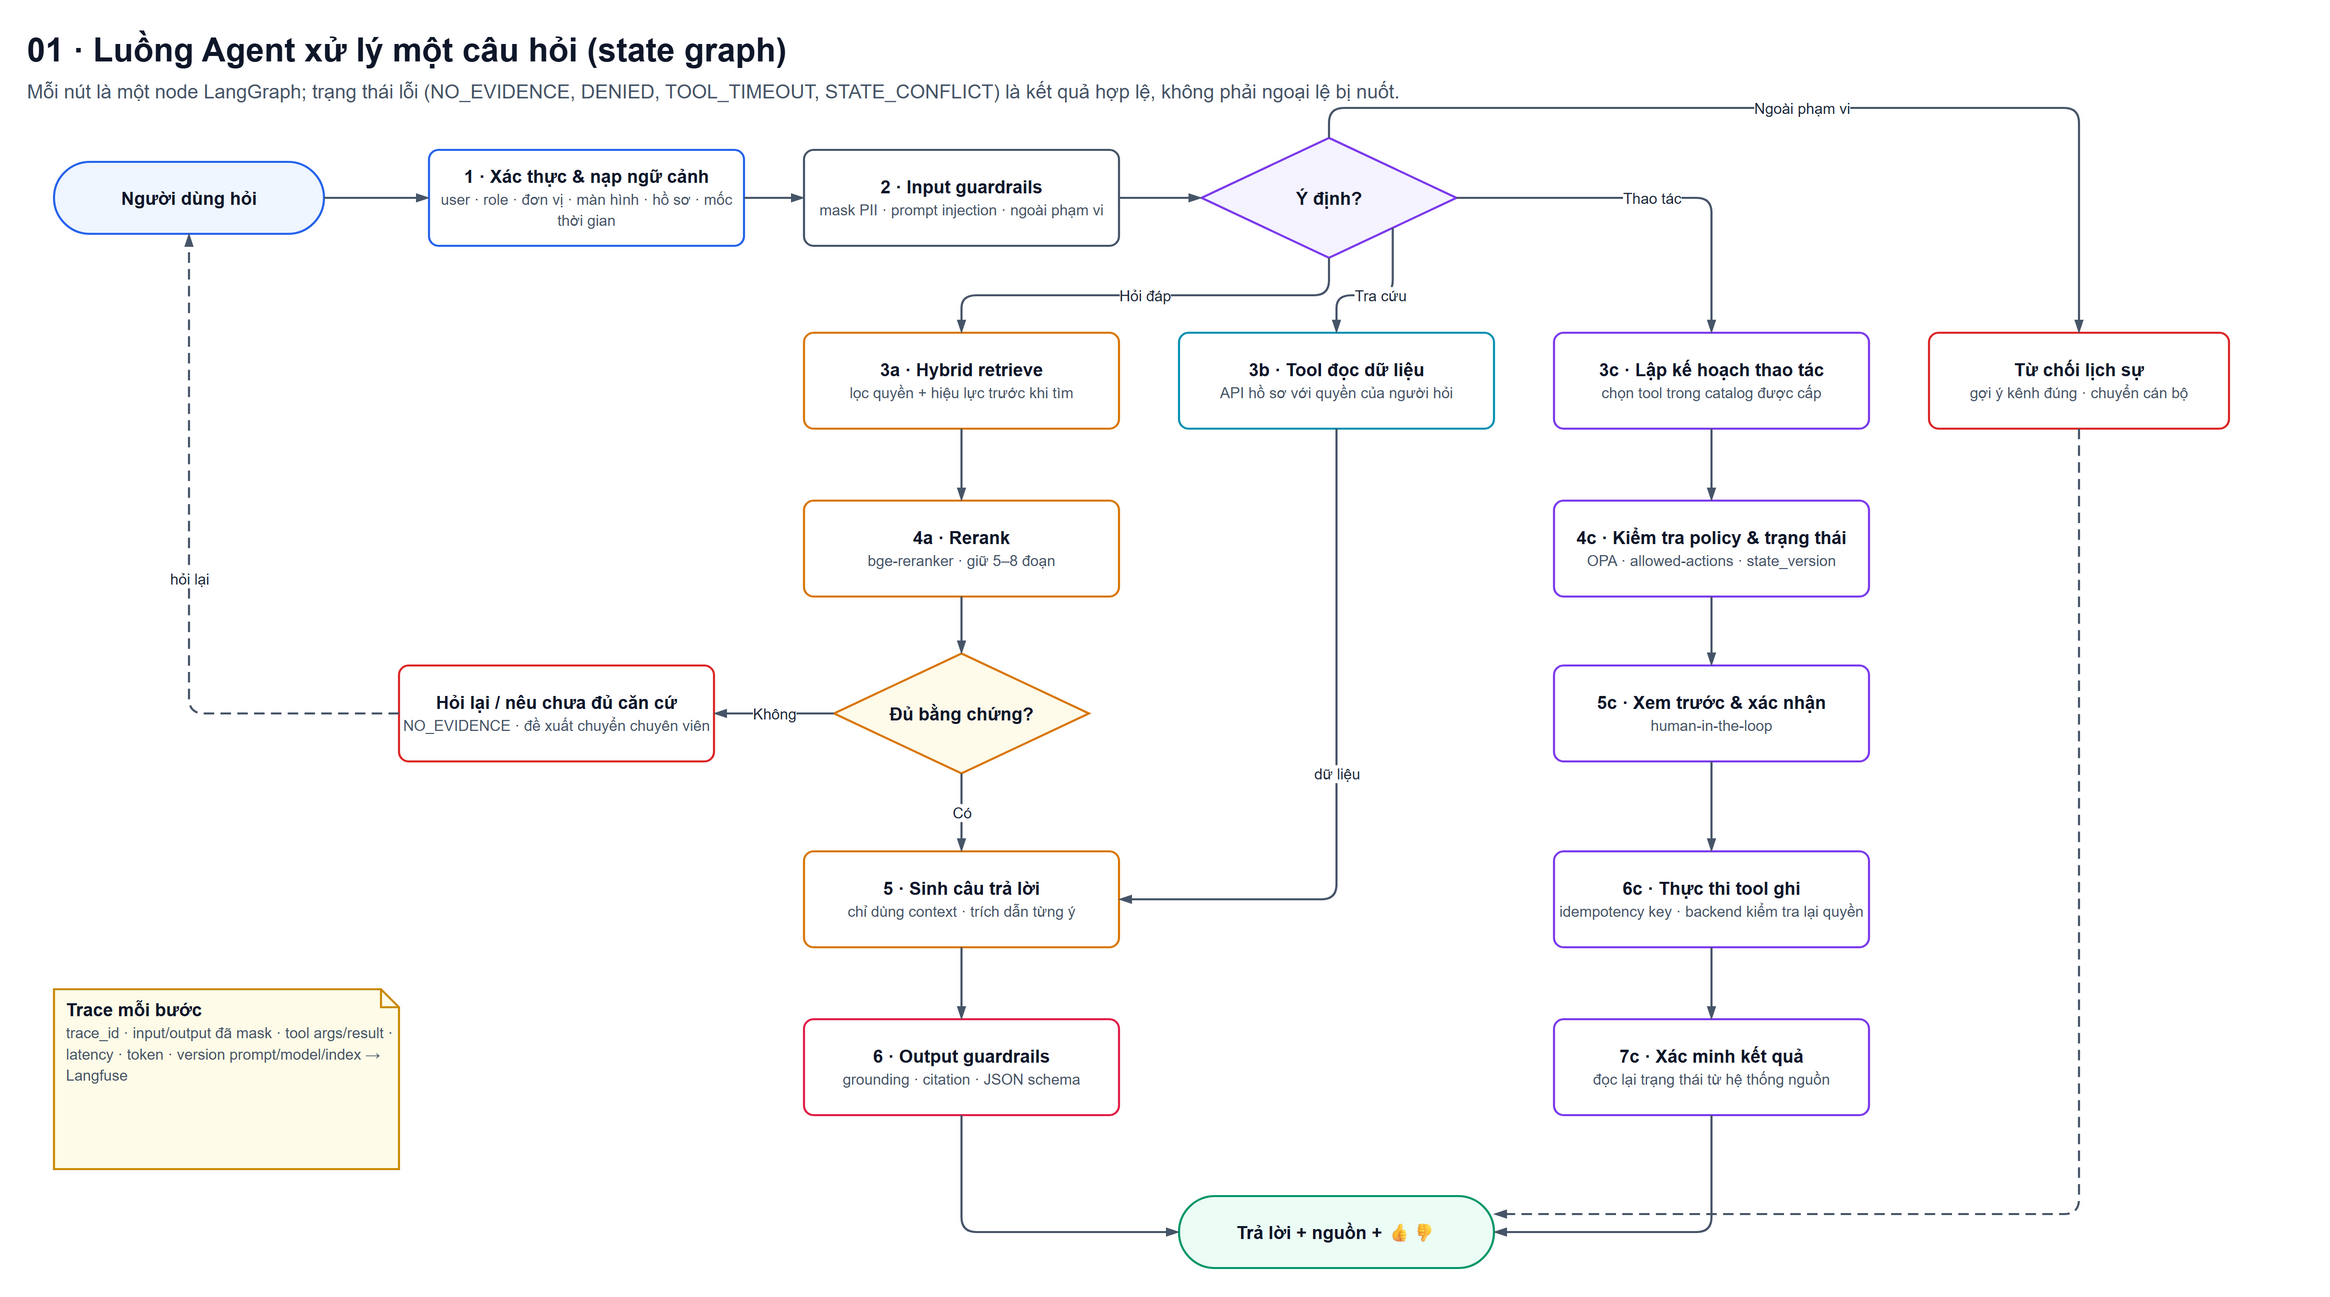 01 · Luồng Agent xử lý một câu hỏi (state graph)
Mỗi nút là một node LangGraph; trạng thái lỗi (NO_EVIDENCE, DENIED, TOOL_TIMEOUT, STATE_CONFLICT) là kết quả hợp lệ, không phải ngoại lệ bị nuốt.
Ngoài phạm vi
Người dùng hỏi
1 · Xác thực & nạp ngữ cảnh
user · role · đơn vị · màn hình · hồ sơ · mốc
thời gian
2 · Input guardrails
mask PII · prompt injection · ngoài phạm vi
Ý định?
Thao tác
Hỏi đáp
Tra cứu
3a · Hybrid retrieve
lọc quyền + hiệu lực trước khi tìm
3b · Tool đọc dữ liệu
API hồ sơ với quyền của người hỏi
3c · Lập kế hoạch thao tác
chọn tool trong catalog được cấp
Từ chối lịch sự
gợi ý kênh đúng · chuyển cán bộ
4a · Rerank
bge-reranker · giữ 5–8 đoạn
4c · Kiểm tra policy & trạng thái
OPA · allowed-actions · state_version
hỏi lại
Hỏi lại / nêu chưa đủ căn cứ
NO_EVIDENCE · đề xuất chuyển chuyên viên
Không
Đủ bằng chứng?
5c · Xem trước & xác nhận
human-in-the-loop
dữ liệu
Có
5 · Sinh câu trả lời
chỉ dùng context · trích dẫn từng ý
6c · Thực thi tool ghi
idempotency key · backend kiểm tra lại quyền
Trace mỗi bước
trace_id · input/output đã mask · tool args/result ·
latency · token · version prompt/model/index →
Langfuse
6 · Output guardrails
grounding · citation · JSON schema
7c · Xác minh kết quả
đọc lại trạng thái từ hệ thống nguồn
Trả lời + nguồn + 👍 👎